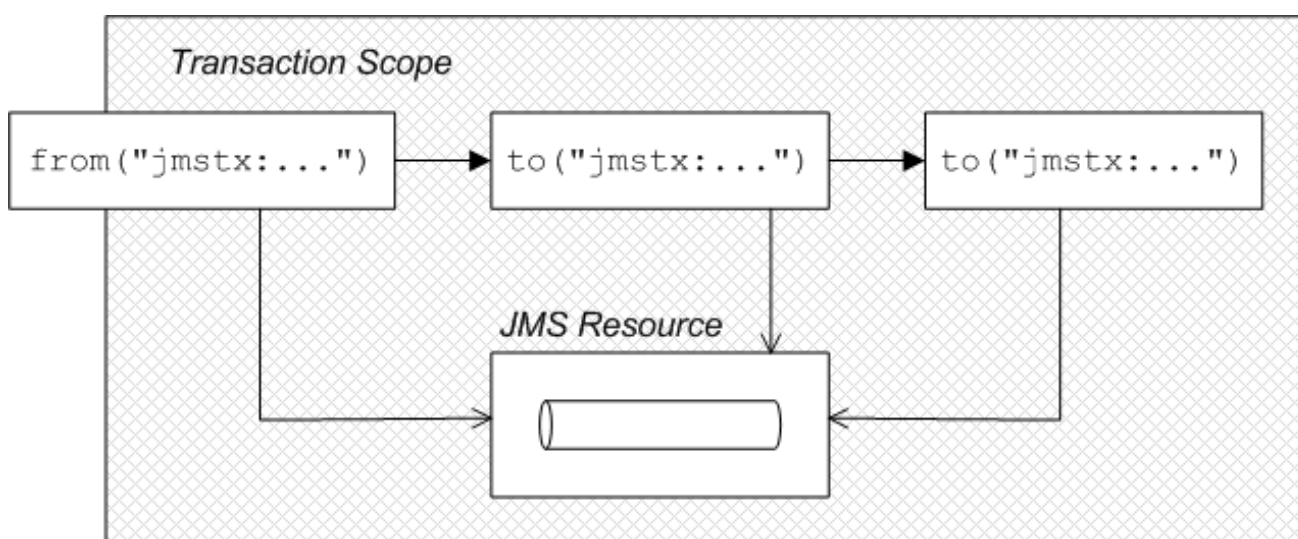 Transaction Scope
from("jmstx:...")
to("jmstx:...")
to("jmstx:...")
JMS Resource